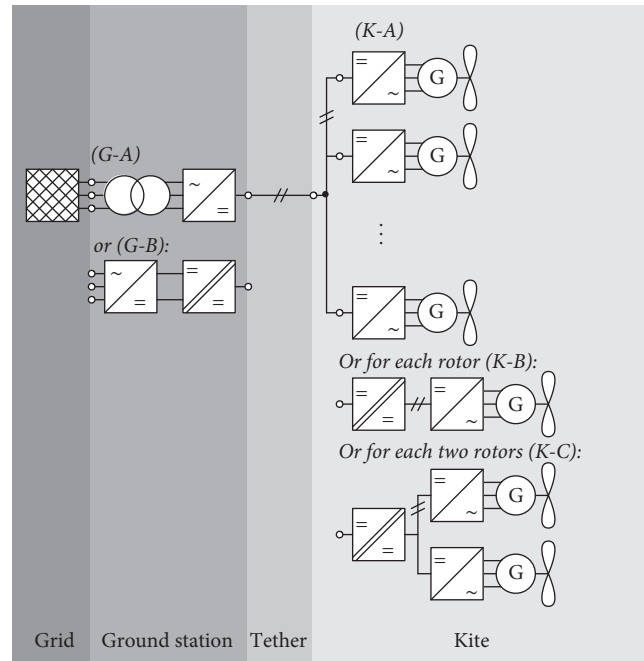 (K-A)
=
~
G
(G-A)
~
=
=
~
G
⋮
or (G-B):
~
=
=
=
=
~
G
Or for each rotor (K-B):
=
=
=
~
G
Or for each two rotors (K-C):
=
~
G
=
=
=
~
G
Grid
Ground station
Tether
Kite